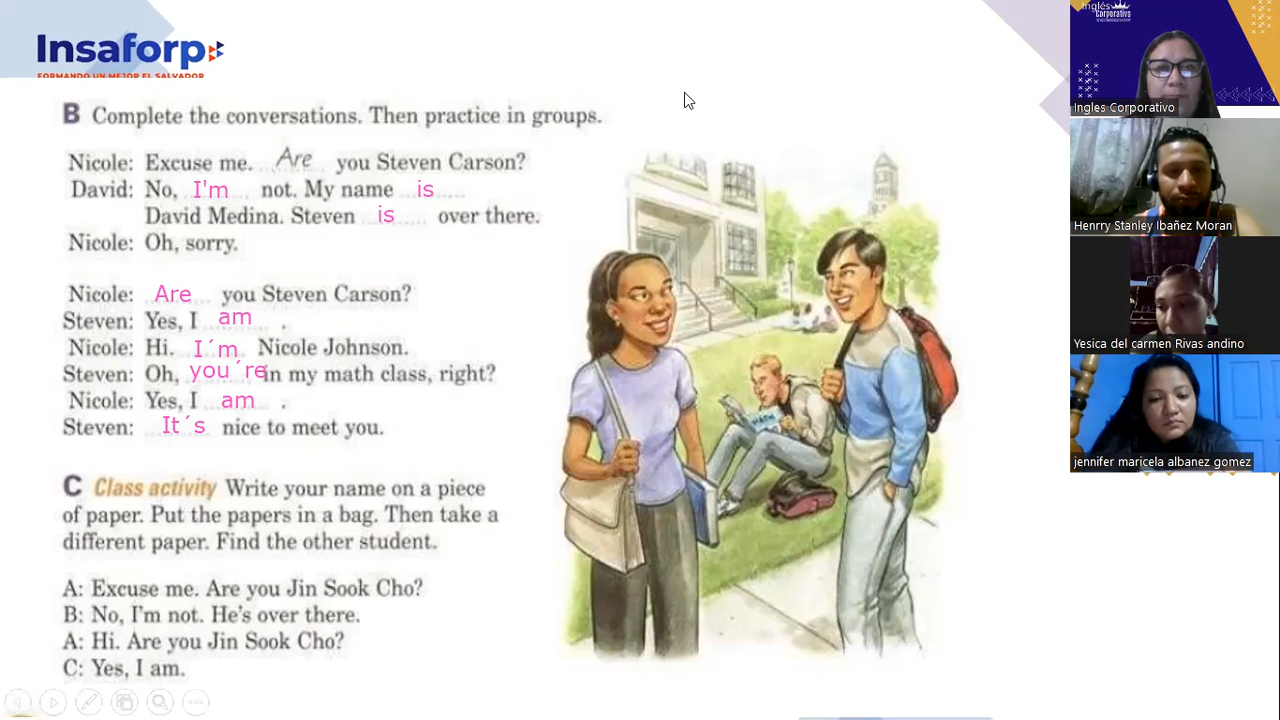 Insaforp
FORMANDO UN MEJOR EL SALVADOR
B Complete the conversations. Then practice in groups.
Nicole: Excuse me. Are you Steven Carson?
David: No, I'm not. My name is
David Medina. Steven is over there.
Nicole: Oh, sorry.
Nicole: Are you Steven Carson?
Steven: Yes, I am .
Nicole: Hi. I´m Nicole Johnson.
Steven: Oh, you´re in my math class, right?
Nicole: Yes, I am .
Steven: It´s nice to meet you.
C Class activity Write your name on a piece
of paper. Put the papers in a bag. Then take a
different paper. Find the other student.
A: Excuse me. Are you Jin Sook Cho?
B: No, I'm not. He's over there.
A: Hi. Are you Jin Sook Cho?
C: Yes, I am.
Inglés
Corporativo
Ingles Corporativo
Henrry Stanley Ibañez Moran
Yesica del carmen Rivas andino
jennifer maricela albanez gomez